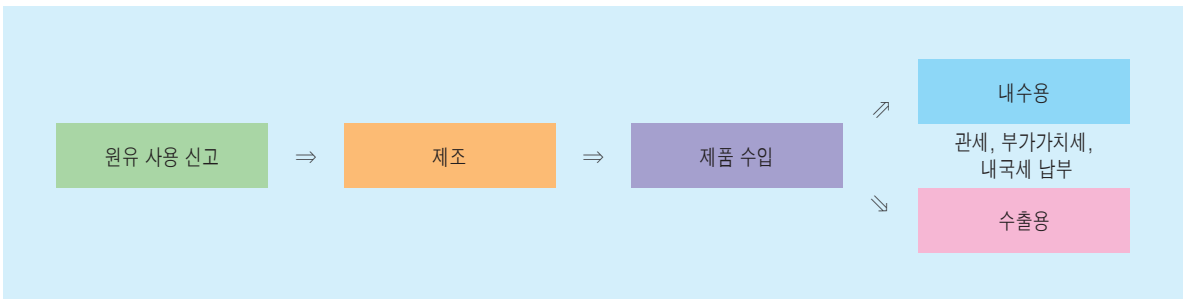 원유 사용 신고
⇒
제조
⇒
제품 수입
⇗
내수용
관세, 부가가치세,
내국세 납부
⇘
수출용